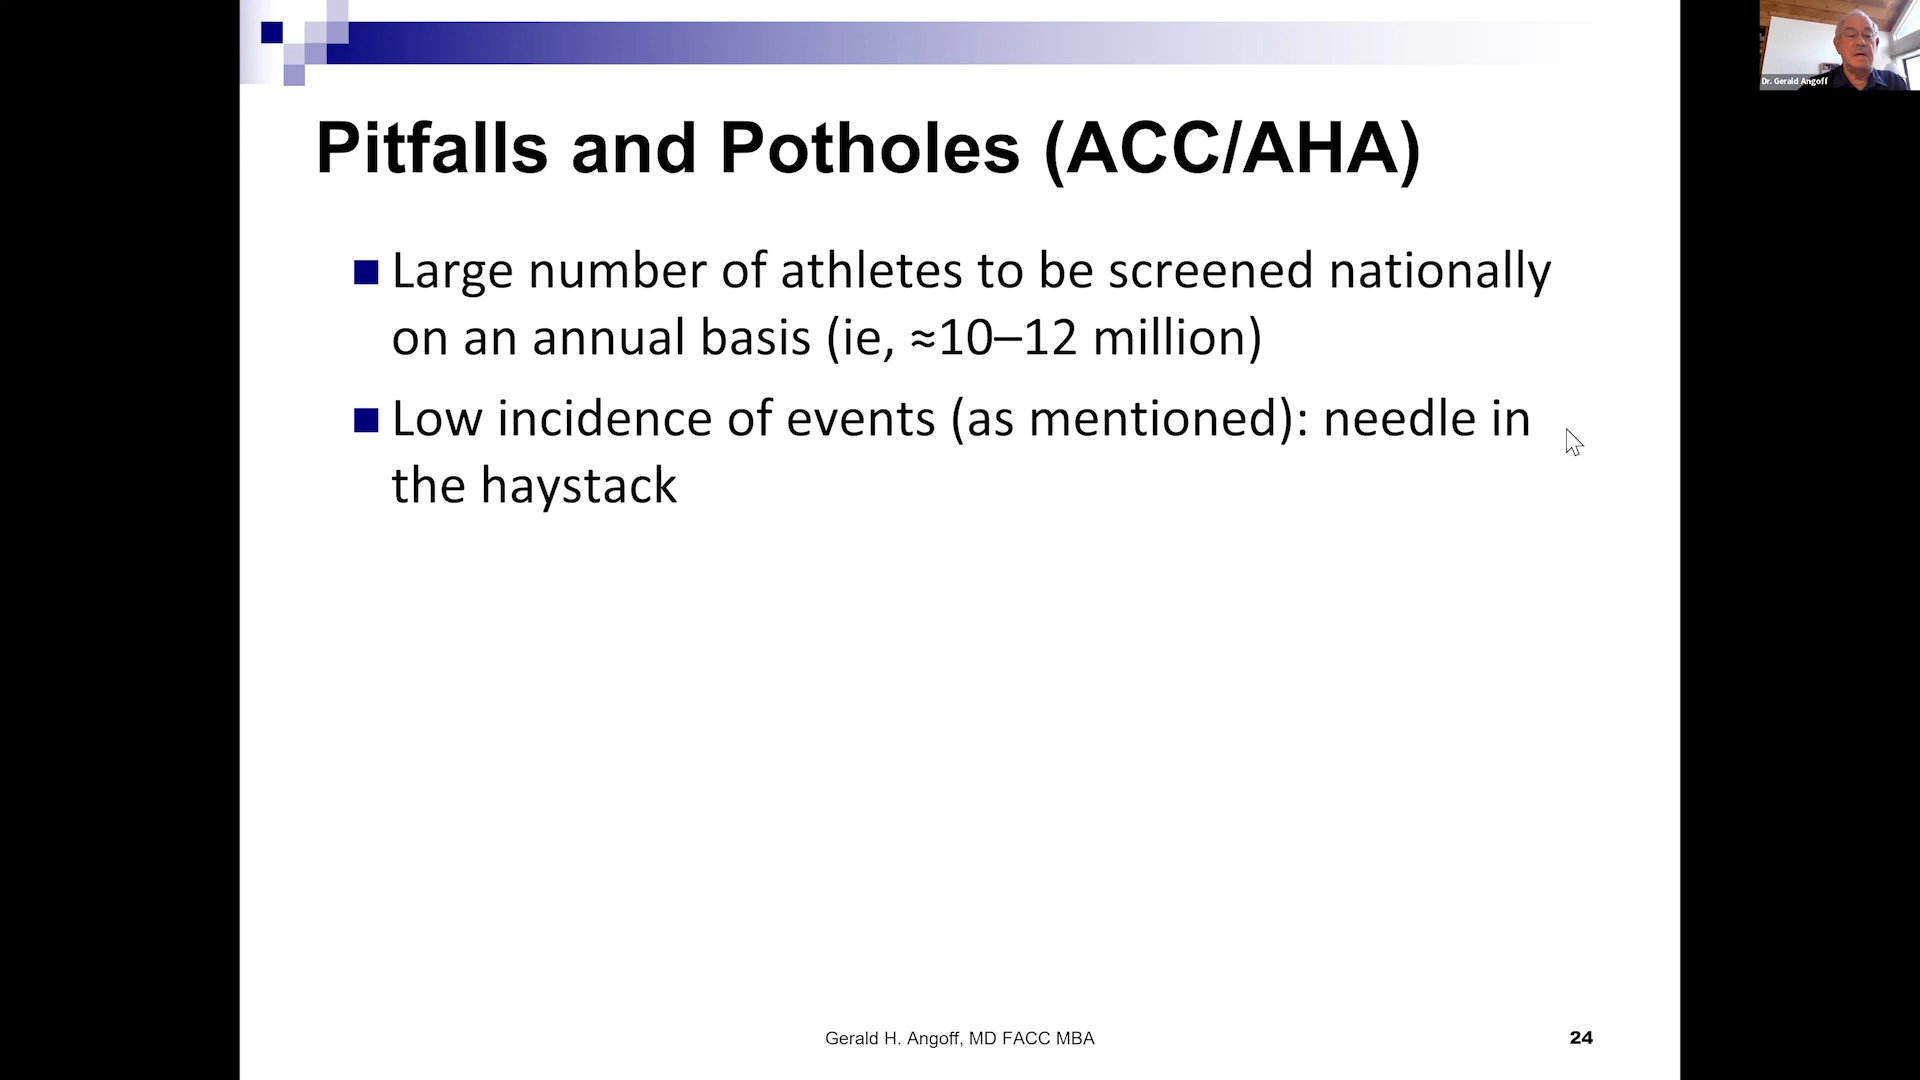 Dr. Gerald Angoff
Pitfalls and Potholes (ACC/AHA)
Large number of athletes to be screened nationally
on an annual basis (ie, ≈10–12 million)
Low incidence of events (as mentioned): needle in
the haystack
Gerald H. Angoff, MD FACC MBA
24